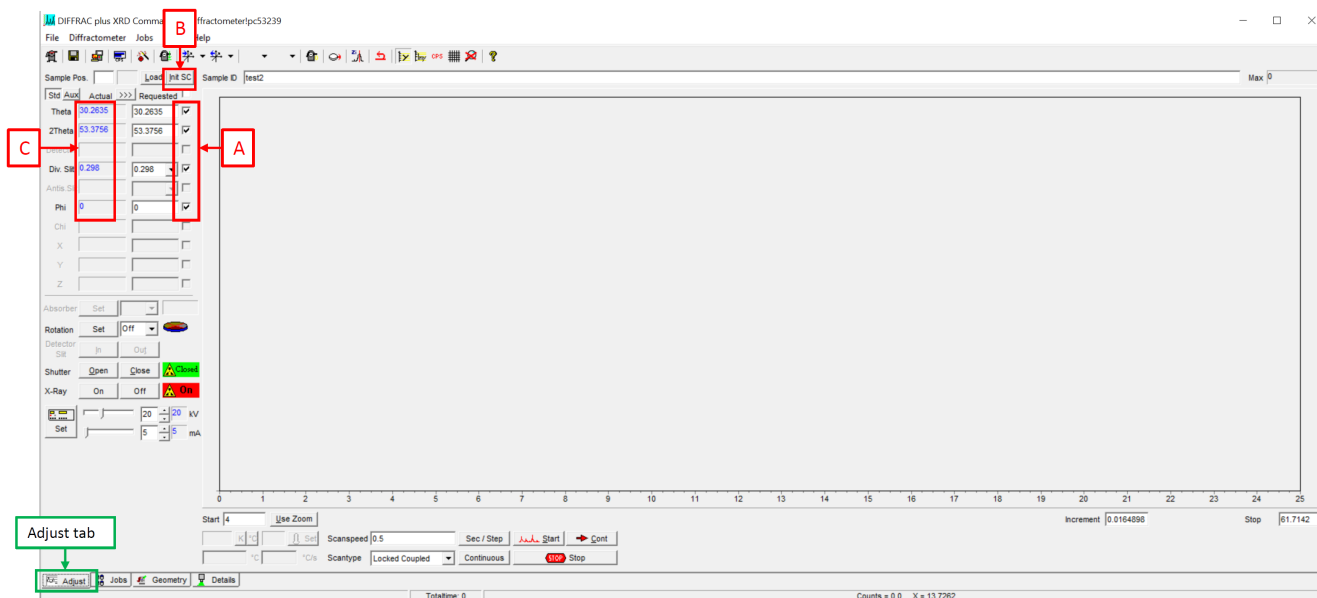 DIFFRAC plus XRD Comma ffractometer!pc53239
File Diffractometer Jobs elp
B
CPS
Sample Pos. Load Init SC Sample ID test2 Max 0
Std Aux Actual >>> Requested
Theta 30.2635 30.2635
2Theta 53.3756 53.3756
C A
Div. Slit 0.298 0.298
Antis.Sl
Phi 0 0
Chi
X
Y
Z
Absorber Set
Rotation Set Off
Detector Slit In Out
Shutter Open Close Closed
X-Ray On Off On
20 20 kV
Set 5 5 mA
0 1 2 3 4 5 6 7 8 9 10 11 12 13 14 15 16 17 18 19 20 21 22 23 24 25
Start 4 Use Zoom Increment 0.0164898 Stop 61.7142
K °C Set Scanspeed 0.5 Sec / Step Start Cont
°C °C/s Scantype Locked Coupled Continuous STOP Stop
Adjust tab
Adjust Jobs Geometry Details
Totaltime: 0 Counts = 0.0 X = 13.7262